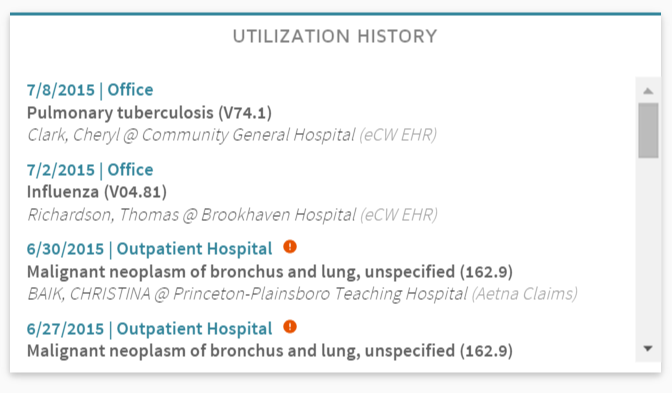 UTILIZATION HISTORY
7/8/2015 | Office
Pulmonary tuberculosis (V74.1)
Clark, Cheryl @ Community General Hospital (eCW EHR)
7/2/2015 | Office
Influenza (V04.81)
Richardson, Thomas @ Brookhaven Hospital (eCW EHR)
6/30/2015 | Outpatient Hospital !
Malignant neoplasm of bronchus and lung, unspecified (162.9)
BAIK, CHRISTINA @ Princeton-Plainsboro Teaching Hospital (Aetna Claims)
6/27/2015 | Outpatient Hospital !
Malignant neoplasm of bronchus and lung, unspecified (162.9)